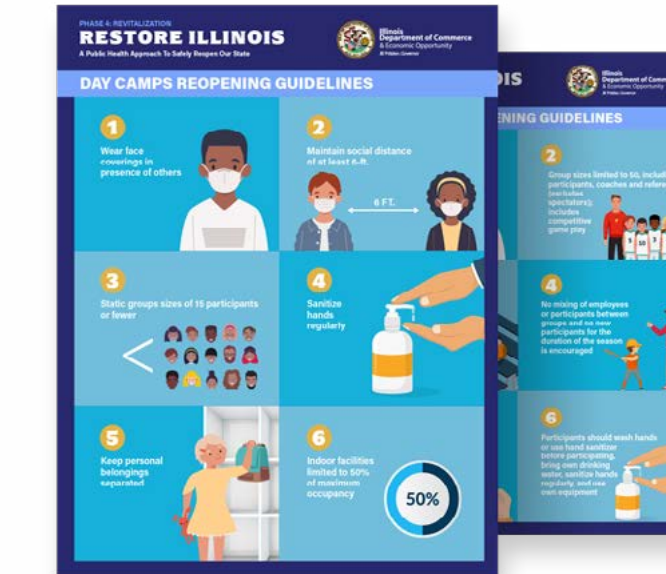 PHASE 4: REVITALIZATION
RESTORE ILLINOIS
A Public Health Approach To Safely Reopen Our State
Illinois
Department of Commerce
& Economic Opportunity
DAY CAMPS REOPENING GUIDELINES
1
Wear face
coverings in
presence of others
2
Maintain social distance
of at least 6-ft.
6 FT.
3
Static groups sizes of 15 participants
or fewer
4
Sanitize
hands
regularly
5
Keep personal
belongings
separated
6
Indoor facilities
limited to 50%
of maximum
occupancy
50%
OIS
Illinois
Department of Comm
& Economic Opportunity
ENING GUIDELINES
2
Group sizes limited to 50, includi
participants, coaches and refere
(excludes
spectators);
includes
competitive
game play
4
No mixing of employees
or participants between
groups and no new
participants for the
duration of the season
is encouraged
6
Participants should wash hands
or use hand sanitizer
before participating,
bring own drinking
water, sanitize hands
regularly, and use
own equipment